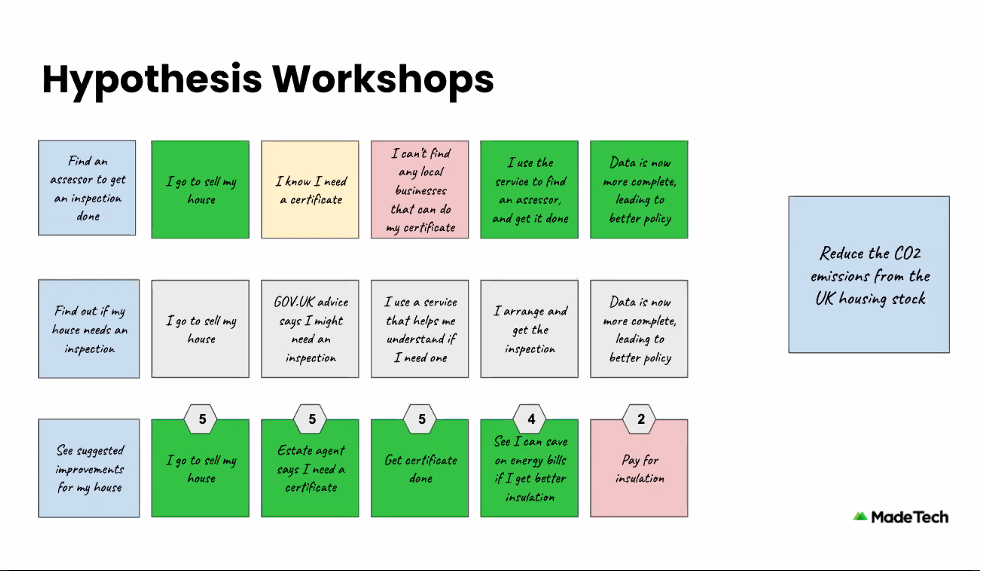 Hypothesis Workshops
Find an
assessor to get
an inspection
done
I go to sell my
house
I know I need
a certificate
I can't find
any local
businesses
that can do
my certificate
I use the
service to find
an assessor,
and get it done
Data is now
more complete,
leading to
better policy
Reduce the CO2
emissions from the
UK housing stock
Find out if my
house needs an
inspection
I go to sell my
house
GOV.UK advice
says I might
need an
inspection
I use a service
that helps me
understand if
I need one
I arrange and
get the
inspection
Data is now
more complete,
leading to
better policy
See suggested
improvements
for my house
5
I go to sell my
house
5
Estate agent
says I need a
certificate
5
Get certificate
done
4
See I can save
on energy bills
if I get better
insulation
2
Pay for
insulation
MadeTech